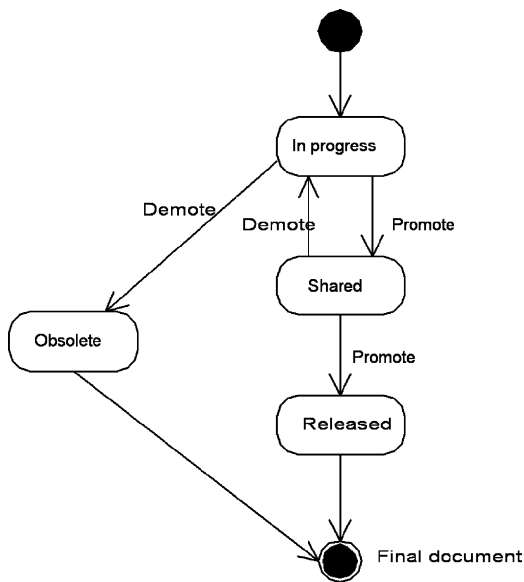 In progress
Demote
Demote
Promote
Shared
Obsolete
Promote
Released
Final document